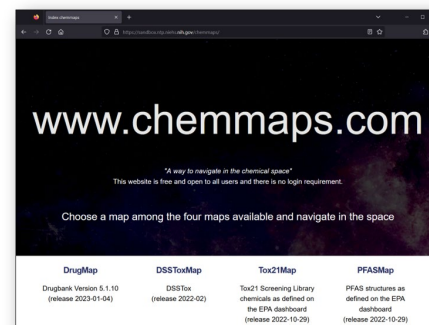 Index chemmaps
https://sandbox.ntp.niehs.nih.gov/chemmaps/
www.chemmaps.com
"A way to navigate in the chemical space"
This website is free and open to all users and there is no login requirement.
Choose a map among the four maps available and navigate in the space
DrugMap
Drugbank Version 5.1.10
(release 2023-01-04)
DSSToxMap
DSSTox
(release 2022-02)
Tox21Map
Tox21 Screening Library
chemicals as defined on
the EPA dashboard
(release 2022-10-29)
PFASMap
PFAS structures as
defined on the EPA
dashboard
(release 2022-10-29)